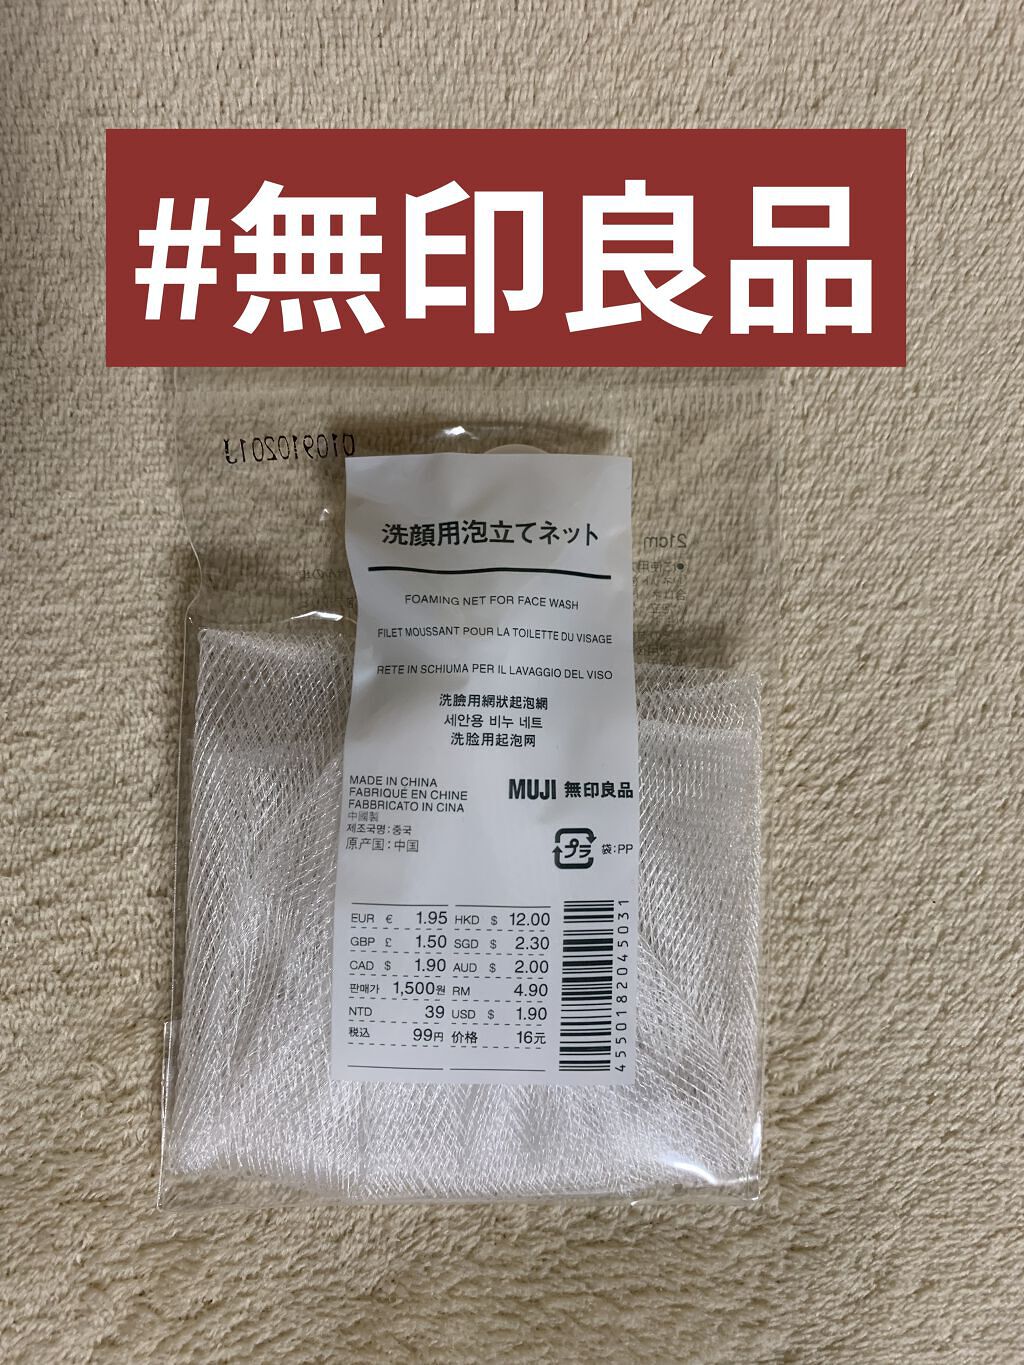 #無印良品
010910201J
21cm
洗顔用泡立てネット
FOAMING NET FOR FACE WASH
FILET MOUSSANT POUR LA TOILETTE DU VISAGE
RETE IN SCHIUMA PER IL LAVAGGIO DEL VISO
洗臉用網狀起泡網
세안용 비누 네트
洗脸用起泡网
MADE IN CHINA
FABRIQUE EN CHINE
FABBRICATO IN CINA
中國製
제조국명:중국
原产国:中国
MUJI 無印良品
プラ 袋:PP
EUR € 1.95 HKD $ 12.00
GBP £ 1.50 SGD $ 2.30
CAD $ 1.90 AUD $ 2.00
판매가 1,500원 RM 4.90
NTD 39 USD $ 1.90
税込 99円 价格 16元
4550182045031